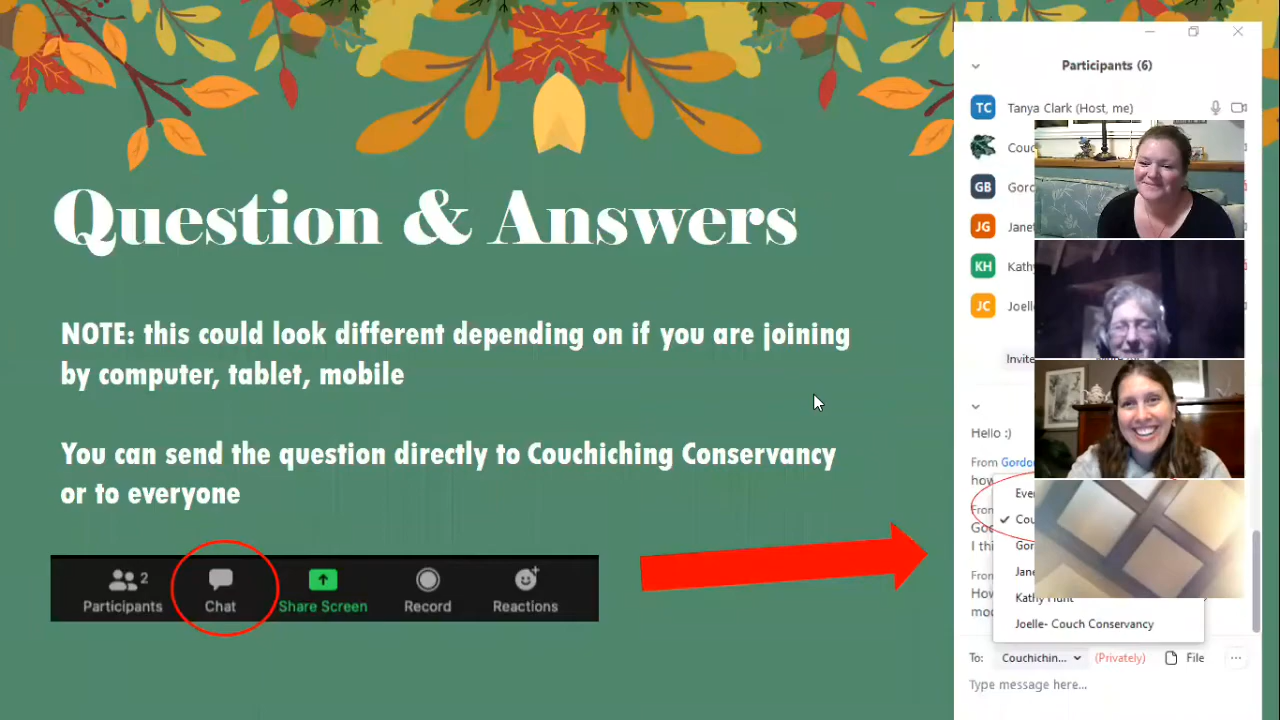 Question & Answers
NOTE: this could look different depending on if you are joining
by computer, tablet, mobile
You can send the question directly to Couchiching Conservancy
or to everyone
2
Participants
Chat
Share Screen
Record
Reactions
Participants (6)
TC Tanya Clark (Host, me)
GB
JG
KH
JC
Invite
Hello :)
From
Kathy Hunt
Joelle- Couch Conservancy
To: Couchichin... (Privately) File ...
Type message here...